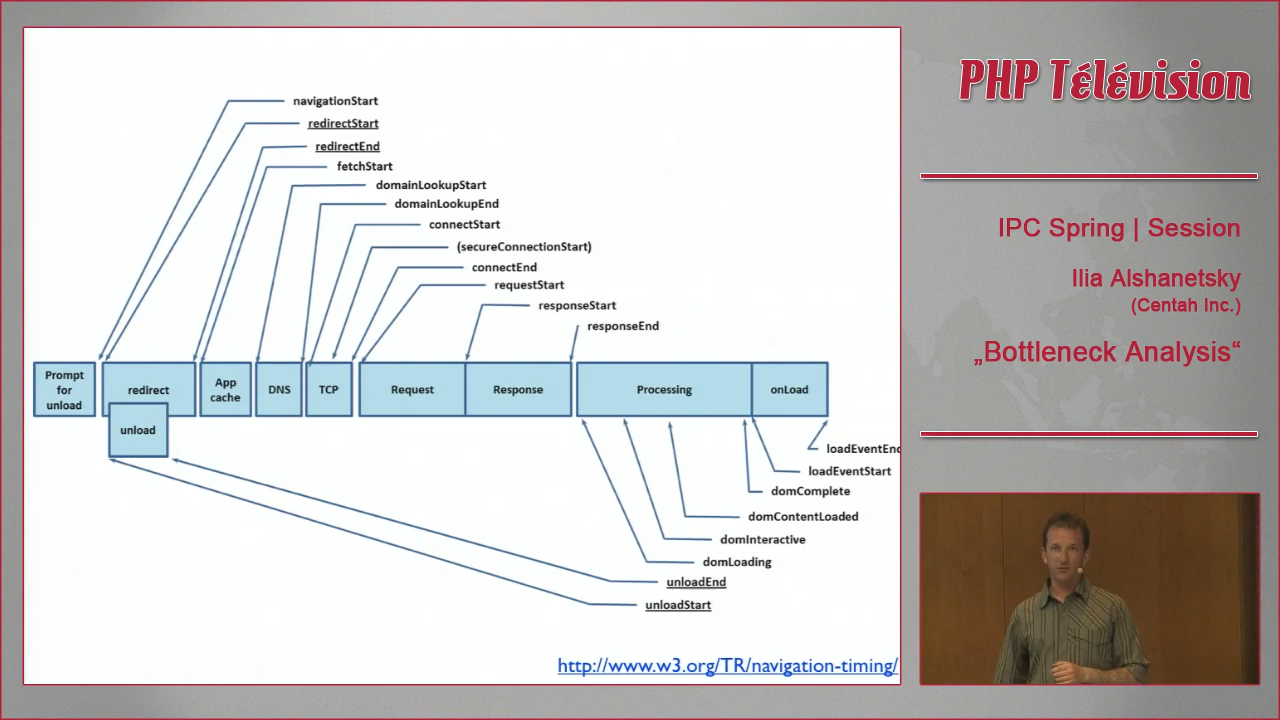 navigationStart
redirectStart
redirectEnd
fetchStart
domainLookupStart
domainLookupEnd
connectStart
(secureConnectionStart)
connectEnd
requestStart
responseStart
responseEnd
Prompt
for
unload
redirect
unload
App
cache
DNS
TCP
Request
Response
Processing
onLoad
loadEventEnd
loadEventStart
domComplete
domContentLoaded
domInteractive
domLoading
unloadEnd
unloadStart
http://www.w3.org/TR/navigation-timing/
PHP Télévision
IPC Spring | Session
Ilia Alshanetsky
(Centah Inc.)
„Bottleneck Analysis“